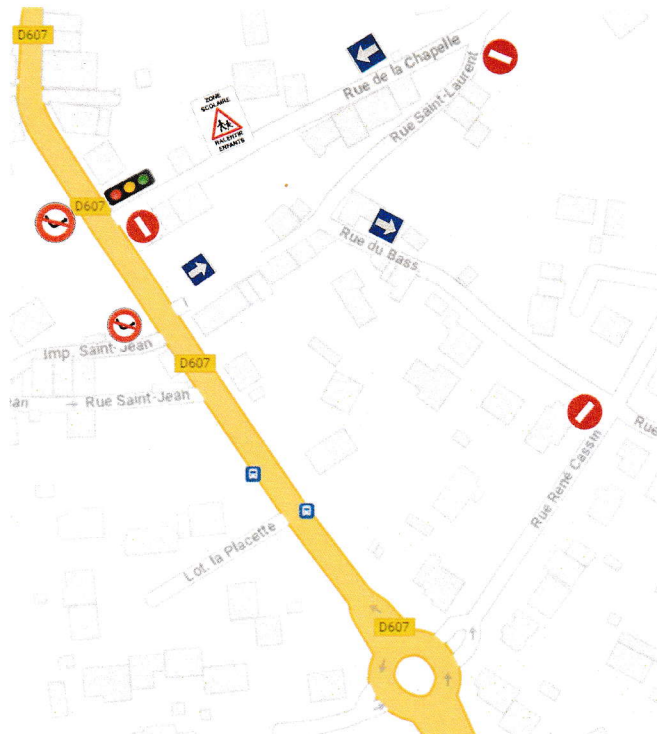 D607
Rue de la Chapelle
Rue Saint-Laurent
ZONE
SCOLAIRE
RALENTIR
ENFANTS
D607
Rue du Bass
Imp. Saint-Jean
D607
Rue Saint-Jean
Rue
Rue René Cassin
Lot. la Placette
D607